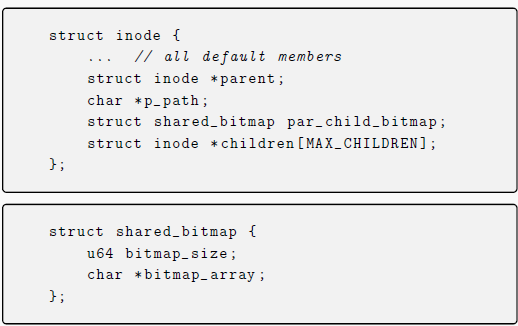 struct inode {
... // all default members
struct inode *parent;
char *p_path;
struct shared_bitmap par_child_bitmap;
struct inode *children[MAX_CHILDREN];
};
struct shared_bitmap {
u64 bitmap_size;
char *bitmap_array;
};